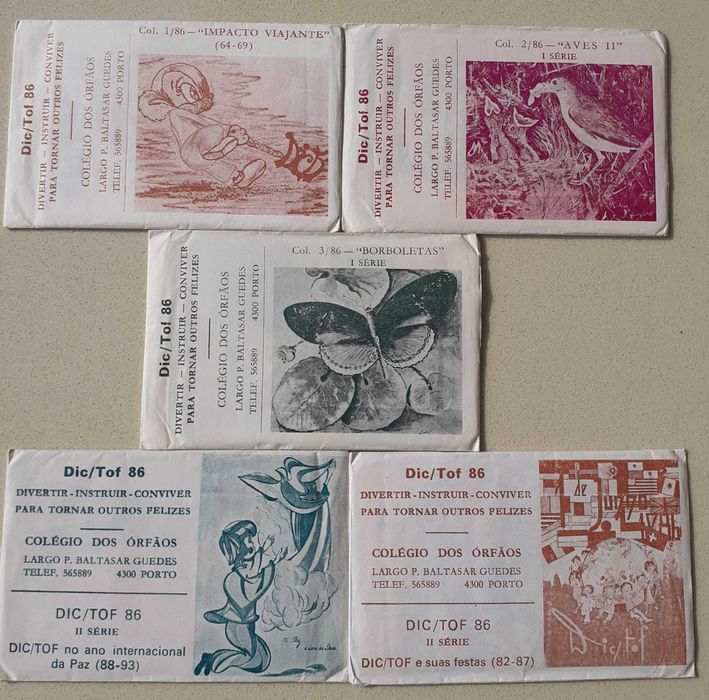 Dic/Tof 86
DIVERTIR — INSTRUIR — CONVIVER
PARA TORNAR OUTROS FELIZES
COLÉGIO DOS ÓRFÃOS
LARGO P. BALTASAR GUEDES
TELEF. 565889 4300 PORTO
Col. 1/86 — "IMPACTO VIAJANTE"
(64-69)
Dic/Tof 86
DIVERTIR — INSTRUIR — CONVIVER
PARA TORNAR OUTROS FELIZES
COLÉGIO DOS ÓRFÃOS
LARGO P. BALTASAR GUEDES
TELEF. 565889 4300 PORTO
Col. 2/86 — "AVES II"
I SÉRIE
Dic/Tof 86
DIVERTIR — INSTRUIR — CONVIVER
PARA TORNAR OUTROS FELIZES
COLÉGIO DOS ÓRFÃOS
LARGO P. BALTASAR GUEDES
TELEF. 565889 4300 PORTO
Col. 3/86 — "BORBOLETAS"
I SÉRIE
Dic/Tof 86
DIVERTIR - INSTRUIR - CONVIVER
PARA TORNAR OUTROS FELIZES
COLÉGIO DOS ÓRFÃOS
LARGO P. BALTASAR GUEDES
TELEF. 565889 4300 PORTO
DIC/TOF 86
II SÉRIE
DIC/TOF no ano internacional
da Paz (88-93)
A Paz
é dom de Deus
Dic/Tof 86
DIVERTIR - INSTRUIR - CONVIVER
PARA TORNAR OUTROS FELIZES
COLÉGIO DOS ÓRFÃOS
LARGO P. BALTASAR GUEDES
TELEF. 565889 4300 PORTO
DIC/TOF 86
II SÉRIE
DIC/TOF e suas festas (82-87)
Dic/tof